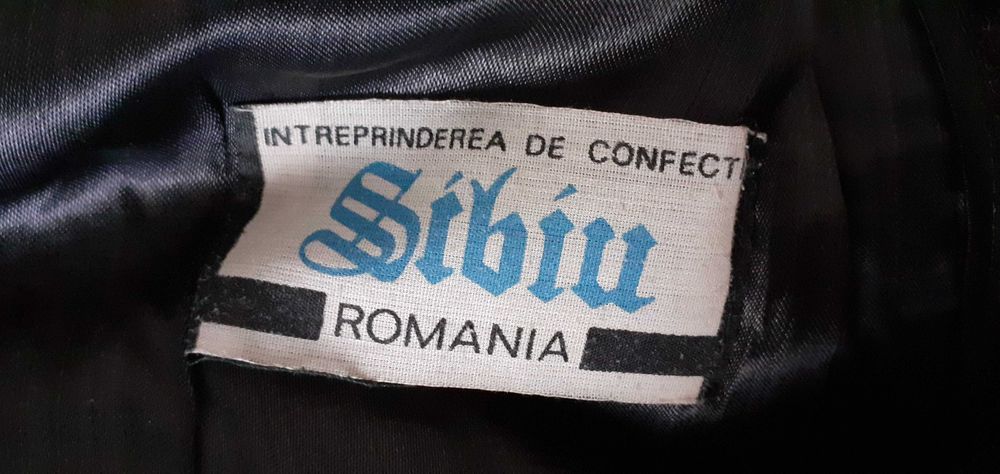 INTREPRINDEREA DE CONFECT
Sibiu
ROMANIA